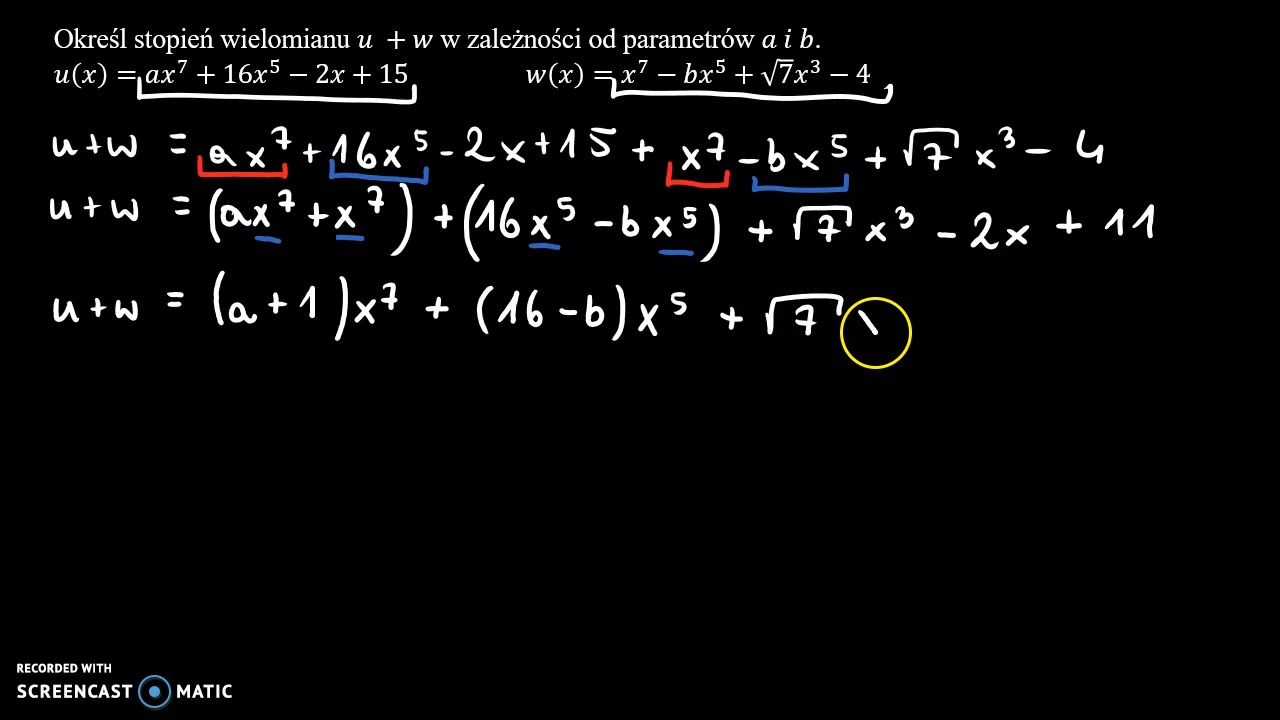 Określ stopień wielomianu u + w w zależności od parametrów a i b.
u(x) = ax⁷ + 16x⁵ − 2x + 15 w(x) = x⁷ − bx⁵ + √7x³ − 4
u+w = ax⁷ + 16x⁵ - 2x + 15 + x⁷ - bx⁵ + √7 x³ - 4
u+w = (ax⁷ + x⁷) + (16x⁵ - bx⁵) + √7 x³ - 2x + 11
u+w = (a+1)x⁷ + (16-b)x⁵ + √7
RECORDED WITH
SCREENCAST MATIC